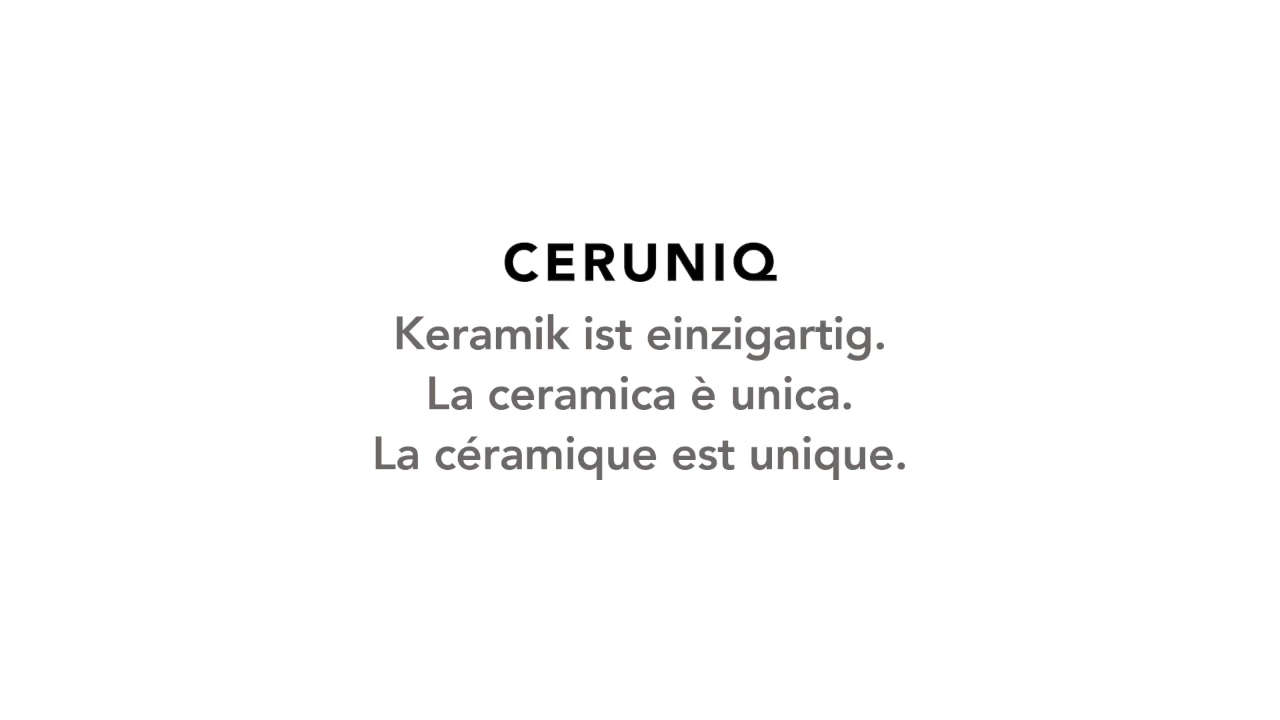 CERUNIQ
Keramik ist einzigartig.
La ceramica è unica.
La céramique est unique.